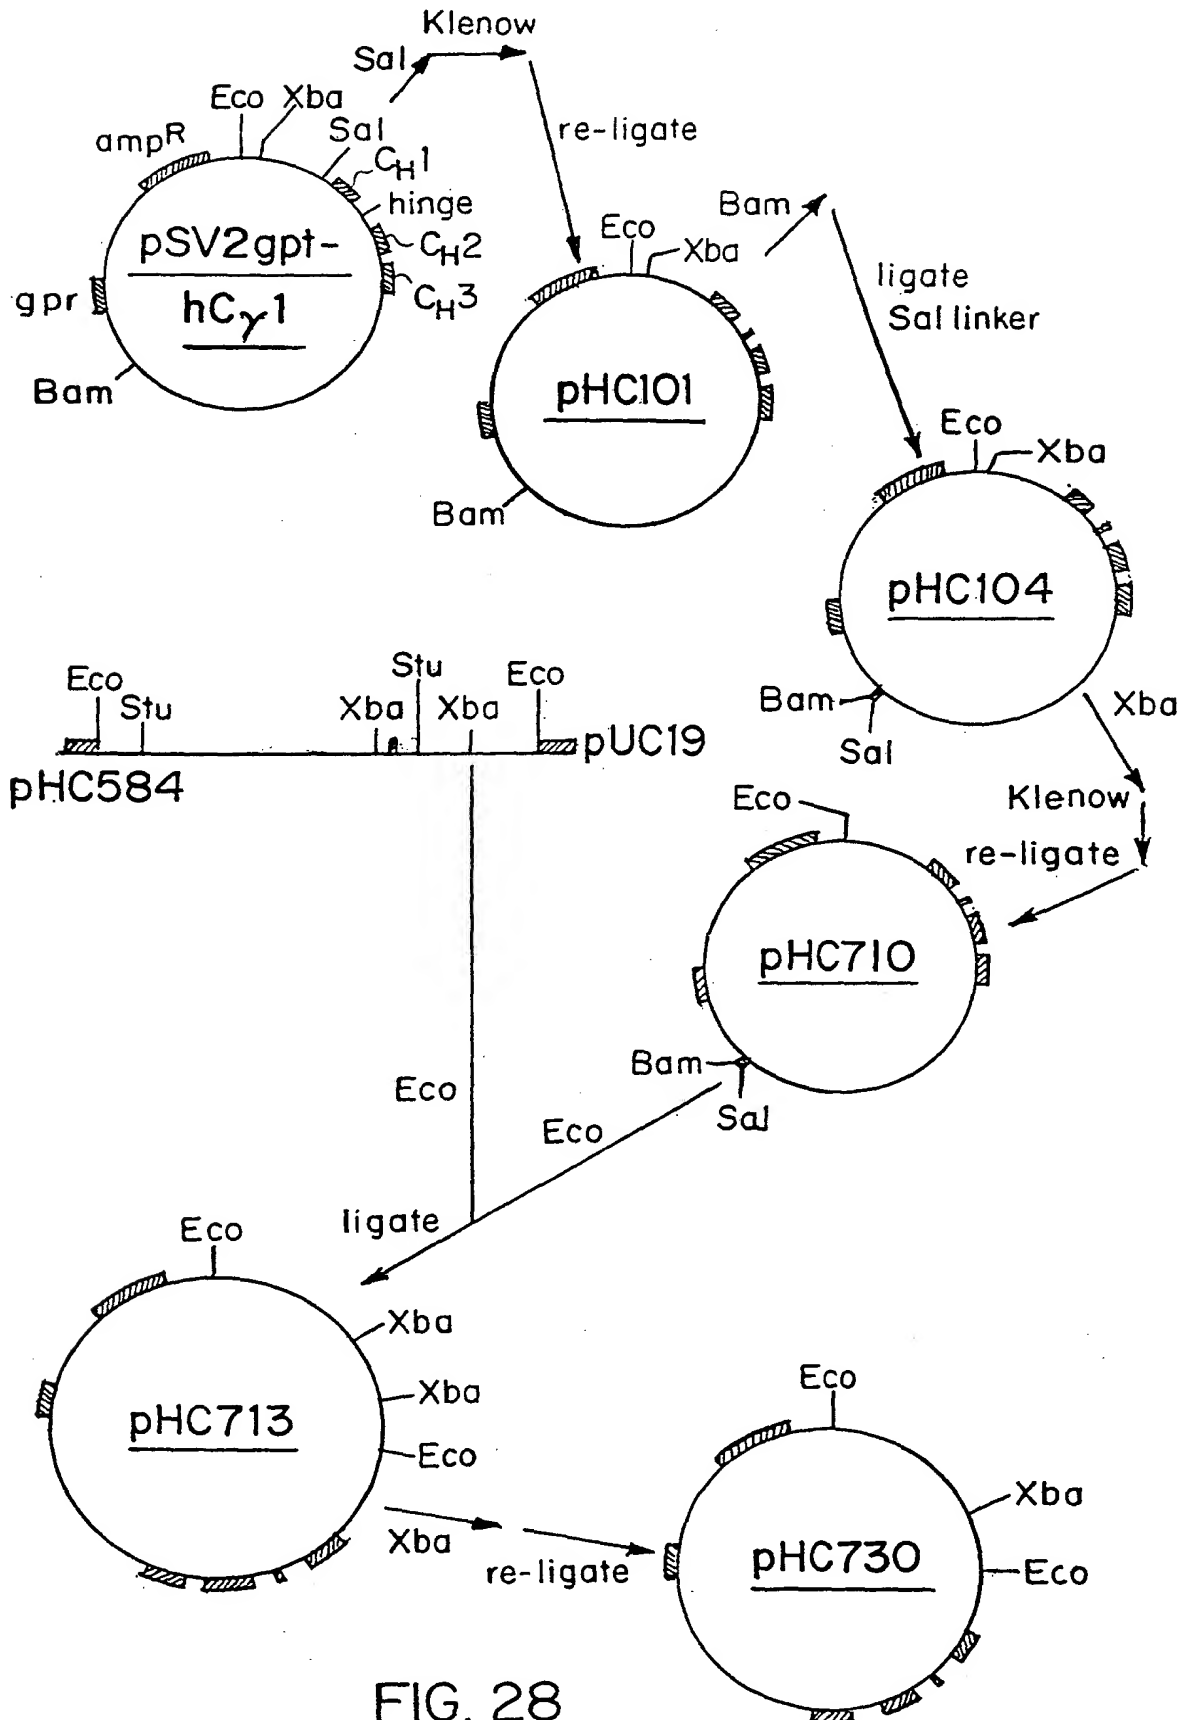 Klenow
Sal
re-ligate
Eco
Xba
Sal
ampR
CH1
hinge
CH2
CH3
pSV2gpt-
hCγ1
gpr
Bam
Eco
Xba
pHC101
Bam
Bam
ligate
Sal linker
Eco
Xba
pHC104
Bam
Sal
Xba
Klenow
re-ligate
Eco
Stu
Xba
Stu
Xba
Eco
pUC19
pHC584
Eco
pHC710
Bam
Sal
Eco
Eco
ligate
Eco
Xba
Xba
Eco
pHC713
Xba
re-ligate
Eco
Xba
Eco
pHC730
FIG. 28